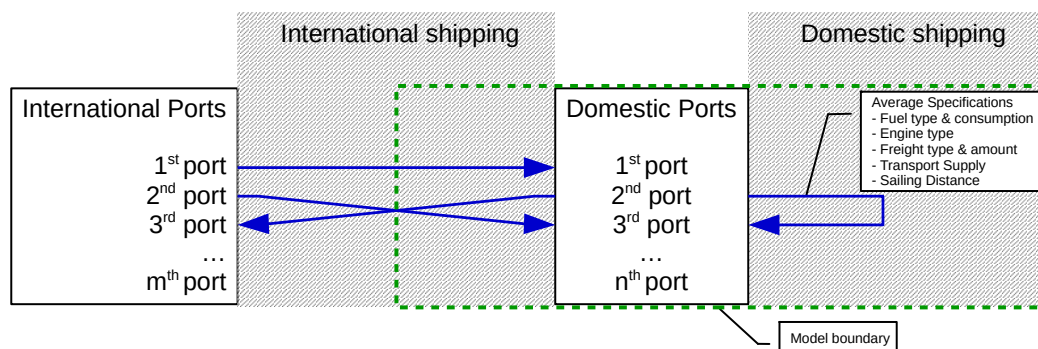 International shipping
Domestic shipping
International Ports
1st port
2nd port
3rd port
...
mth port
Domestic Ports
1st port
2nd port
3rd port
...
nth port
Average Specifications
- Fuel type & consumption
- Engine type
- Freight type & amount
- Transport Supply
- Sailing Distance
Model boundary